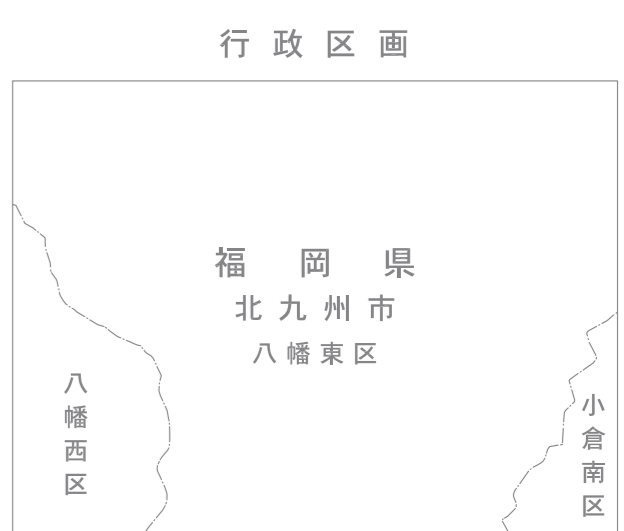 行政区画
福岡県
北九州市
八幡東区
八幡西区
小倉南区